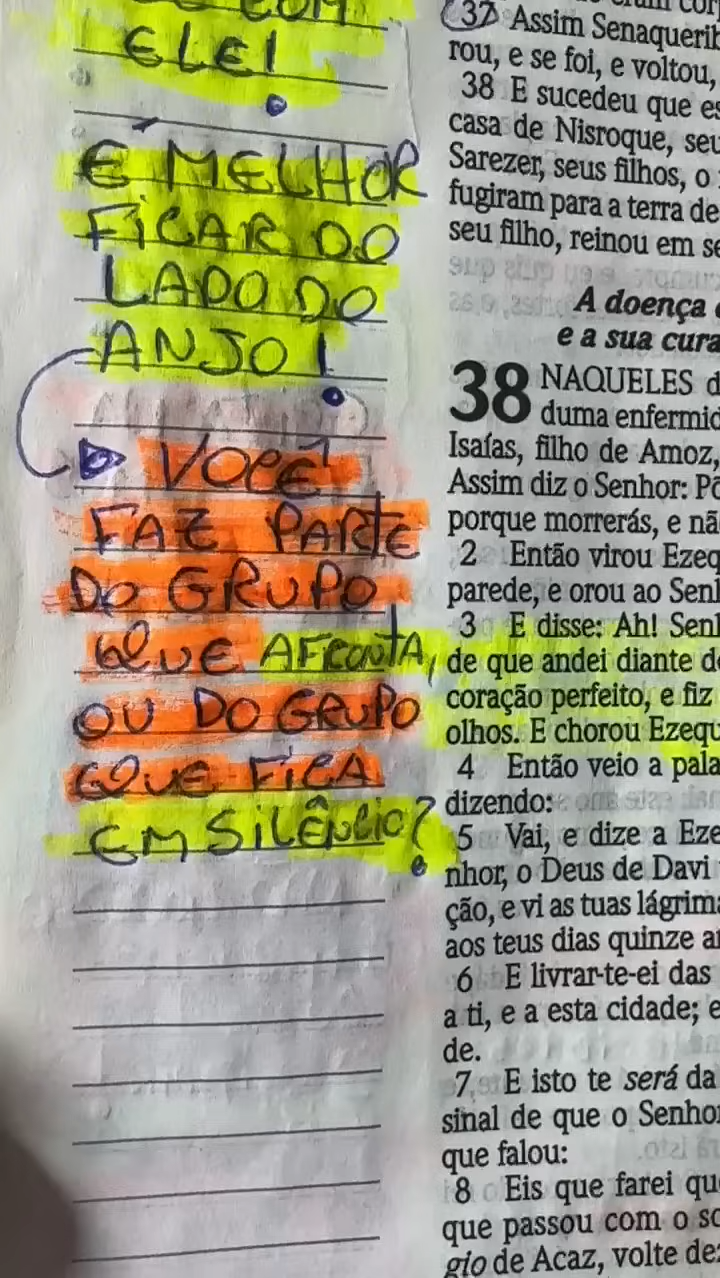 COM
ELE!
É MELHOR
FICAR DO
LADO DO
ANJO!
VOCÊ
FAZ PARTE
DO GRUPO
QUE AFRONTA,
OU DO GRUPO
QUE FICA
EM SILÊNCIO?
37 Assim Senaquerib
rou, e se foi, e voltou,
38 E sucedeu que es
casa de Nisroque, seu
Sarezer, seus filhos, o
fugiram para a terra de
seu filho, reinou em se
A doença
e a sua cura
38 NAQUELES d
duma enfermid
Isaías, filho de Amoz,
Assim diz o Senhor: Põ
porque morrerás, e nã
2 Então virou Ezeq
parede, e orou ao Senh
3 E disse: Ah! Senh
de que andei diante de
coração perfeito, e fiz
olhos. E chorou Ezequ
4 Então veio a pala
dizendo:
5 Vai, e dize a Eze
nhor, o Deus de Davi
ção, e vi as tuas lágrima
aos teus dias quinze an
6 E livrar-te-ei das
a ti, e a esta cidade; e
de.
7 E isto te será da
sinal de que o Senhor
que falou:
8 Eis que farei qu
que passou com o so
gio de Acaz, volte dez